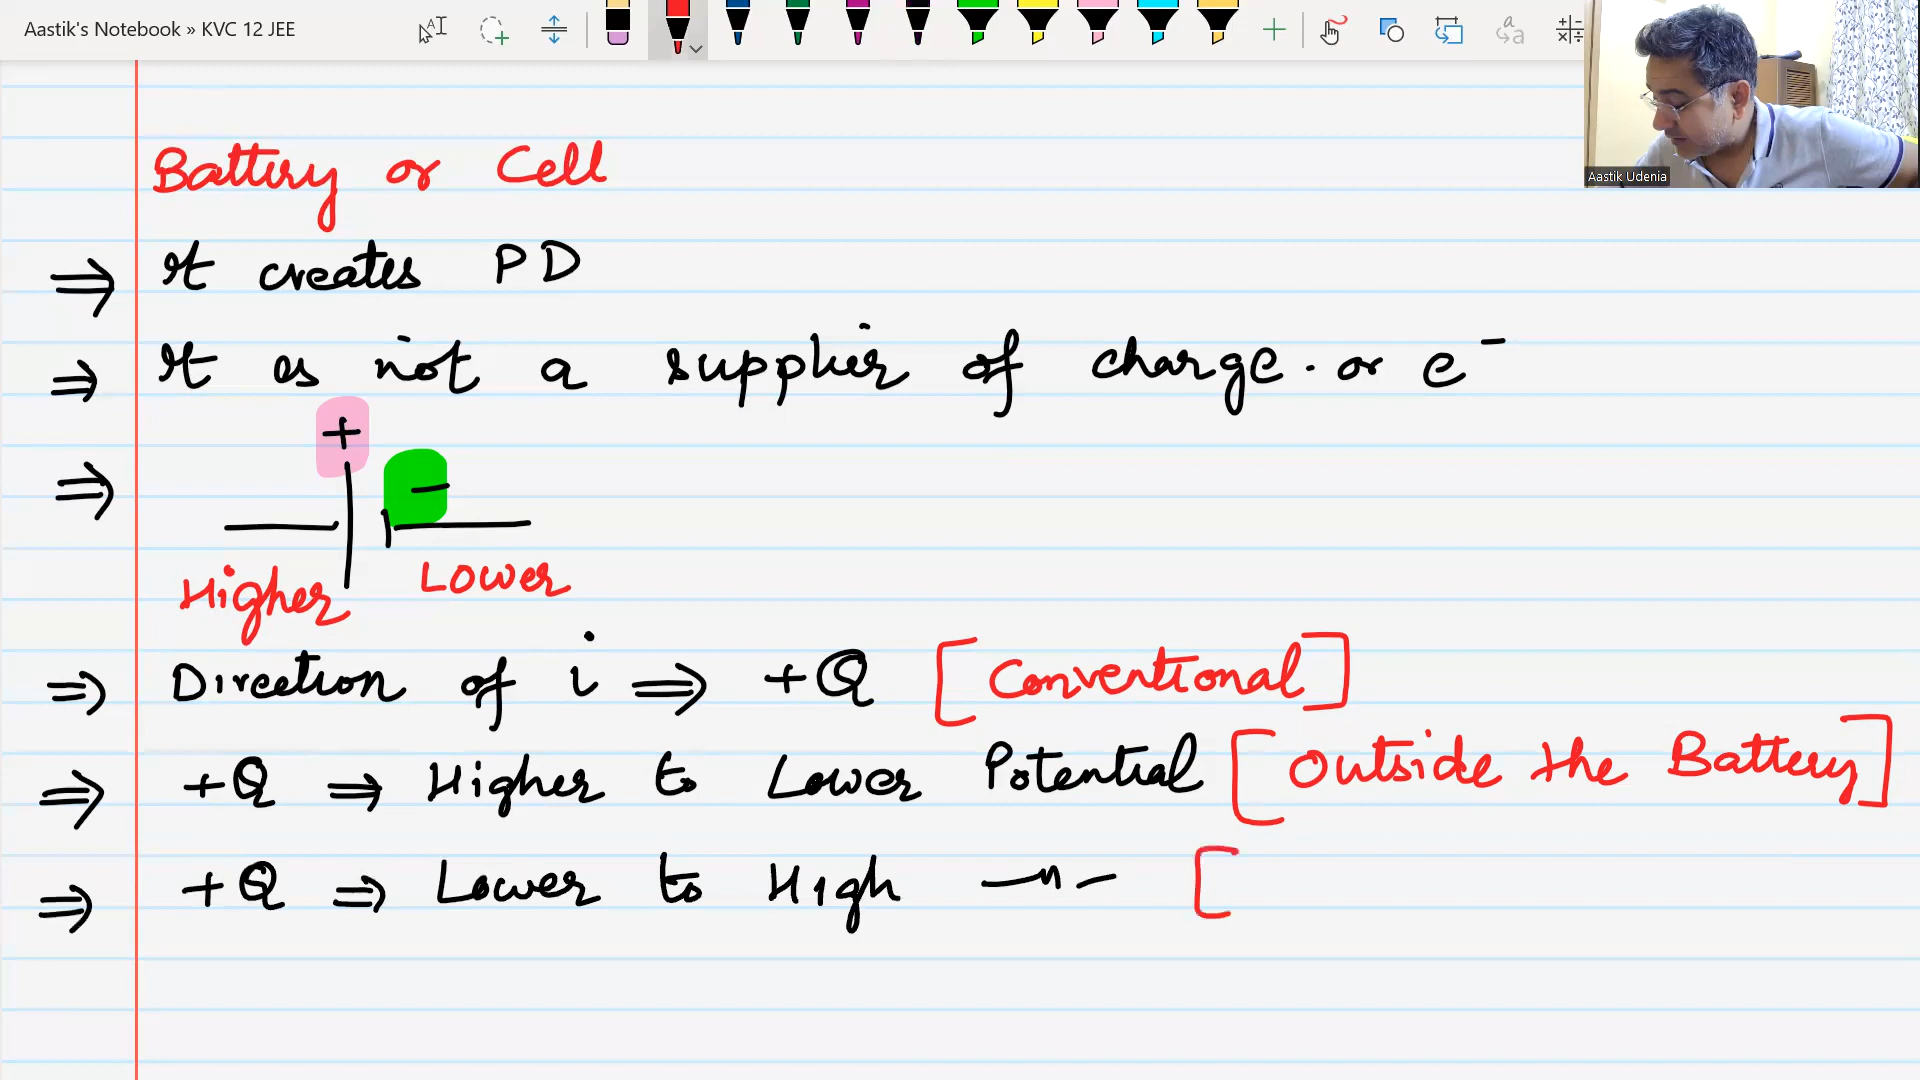 Aastik's Notebook » KVC 12 JEE
Aastik Udenia
Battery or Cell
⇒ It creates PD
⇒ It is not a supplier of charge. or e⁻
⇒ + −
Higher Lower
⇒ Direction of i ⇒ +Q [Conventional]
⇒ +Q ⇒ Higher to Lower Potential [Outside the Battery]
⇒ +Q ⇒ Lower to High —"— [